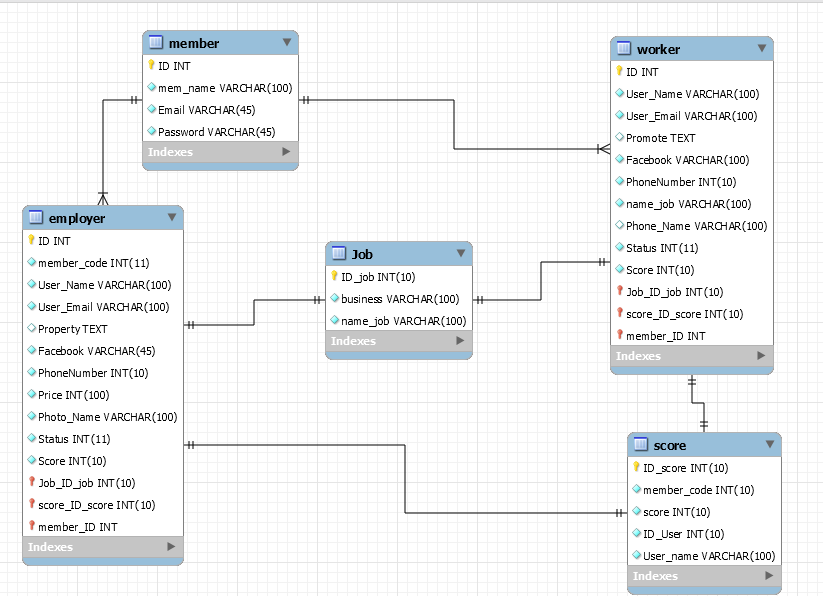 member
ID INT
mem_name VARCHAR(100)
Email VARCHAR(45)
Password VARCHAR(45)
Indexes
worker
ID INT
User_Name VARCHAR(100)
User_Email VARCHAR(100)
Promote TEXT
Facebook VARCHAR(100)
PhoneNumber INT(10)
name_job VARCHAR(100)
Phone_Name VARCHAR(100)
Status INT(11)
Score INT(10)
Job_ID_job INT(10)
score_ID_score INT(10)
member_ID INT
Indexes
employer
ID INT
member_code INT(11)
User_Name VARCHAR(100)
User_Email VARCHAR(100)
Property TEXT
Facebook VARCHAR(45)
PhoneNumber INT(10)
Price INT(100)
Photo_Name VARCHAR(100)
Status INT(11)
Score INT(10)
Job_ID_job INT(10)
score_ID_score INT(10)
member_ID INT
Indexes
Job
ID_job INT(10)
business VARCHAR(100)
name_job VARCHAR(100)
Indexes
score
ID_score INT(10)
member_code INT(10)
score INT(10)
ID_User INT(10)
User_name VARCHAR(100)
Indexes